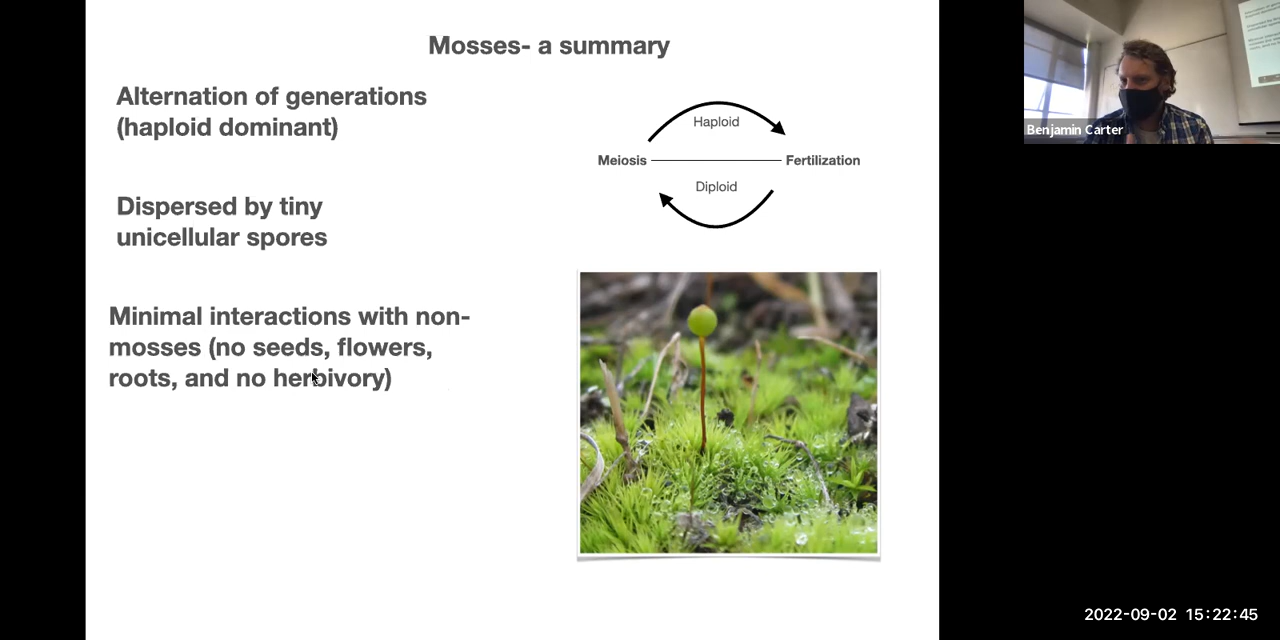 Mosses- a summary
Alternation of generations
(haploid dominant)
Dispersed by tiny
unicellular spores
Minimal interactions with non-
mosses (no seeds, flowers,
roots, and no herbivory)
Haploid
Meiosis
Fertilization
Diploid
Benjamin Carter
2022-09-02 15:22:45